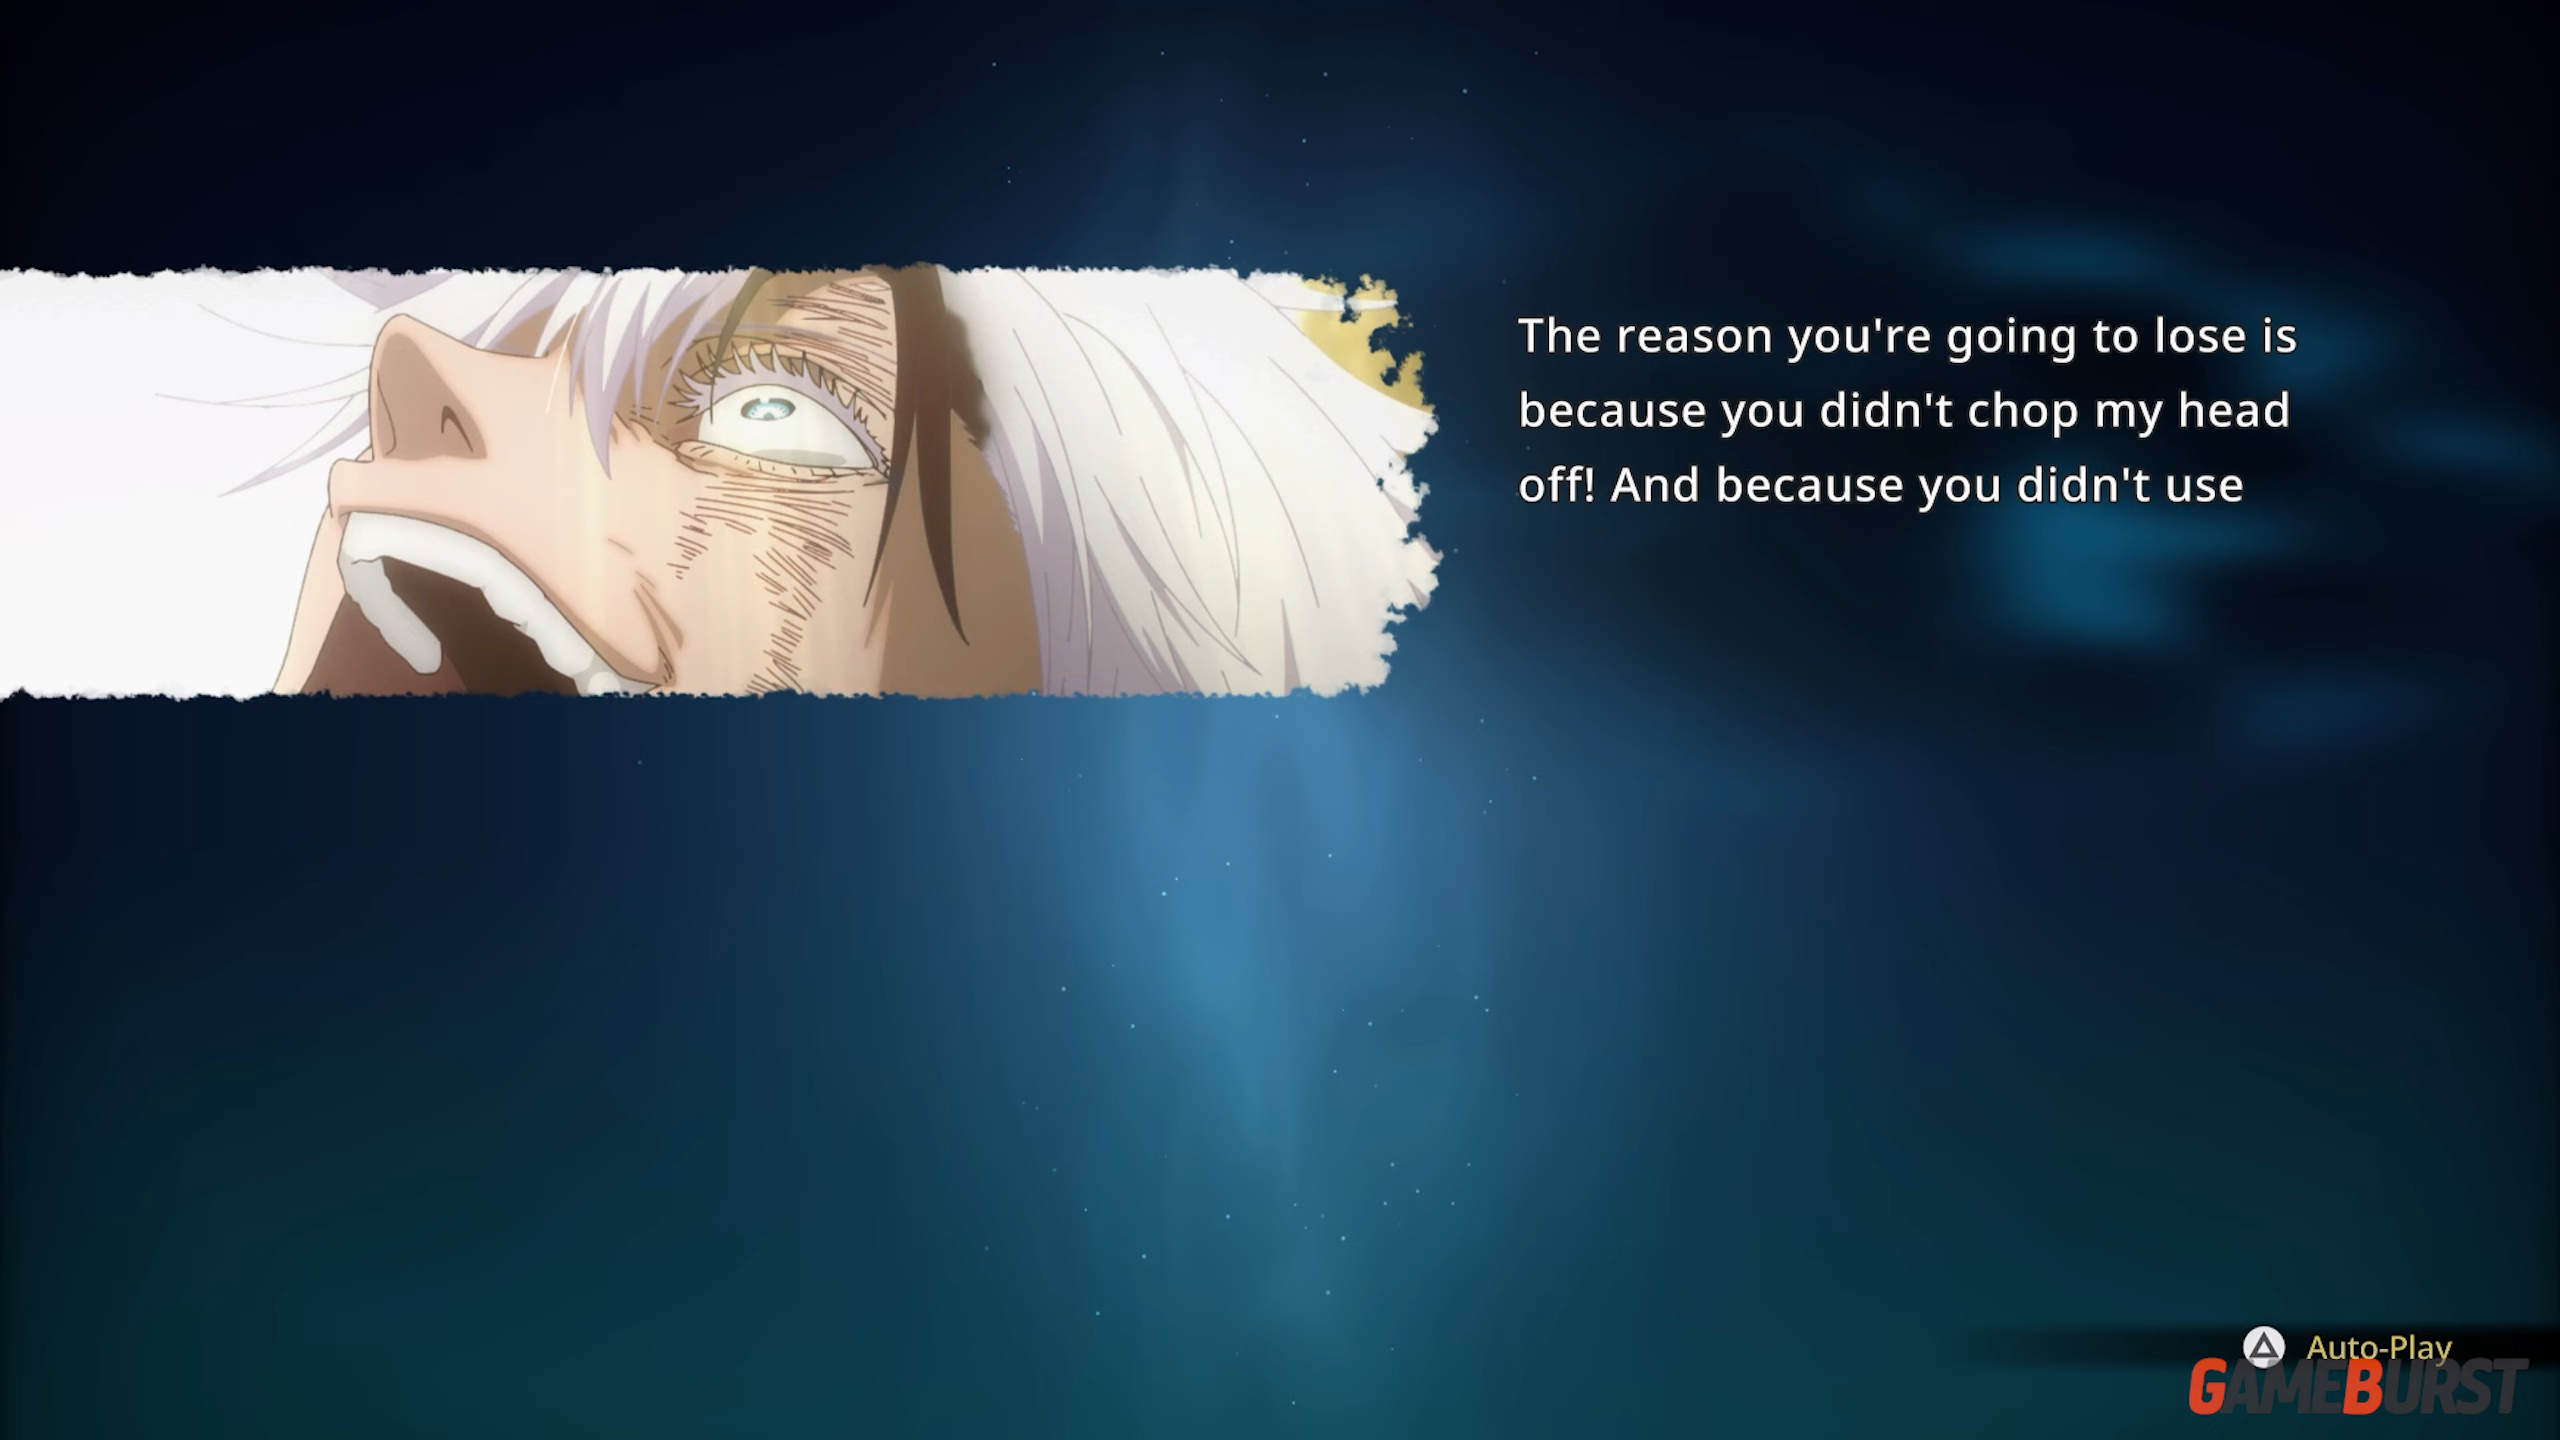 The reason you're going to lose is
because you didn't chop my head
off! And because you didn't use
Auto-Play
GAMEBURST